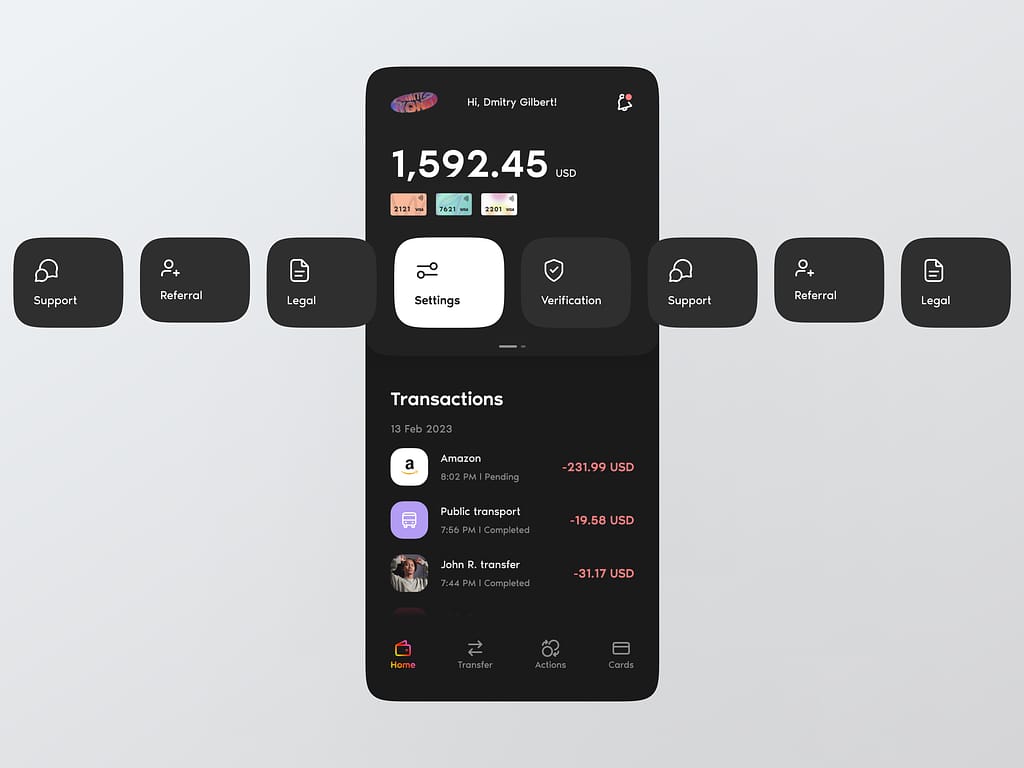 Hi, Dmitry Gilbert!
1,592.45 USD
2121 VISA 7621 VISA 2201 VISA
Support Referral Legal Settings Verification Support Referral Legal
Transactions
13 Feb 2023
Amazon
8:02 PM | Pending
-231.99 USD
Public transport
7:56 PM | Completed
-19.58 USD
John R. transfer
7:44 PM | Completed
-31.17 USD
Home Transfer Actions Cards